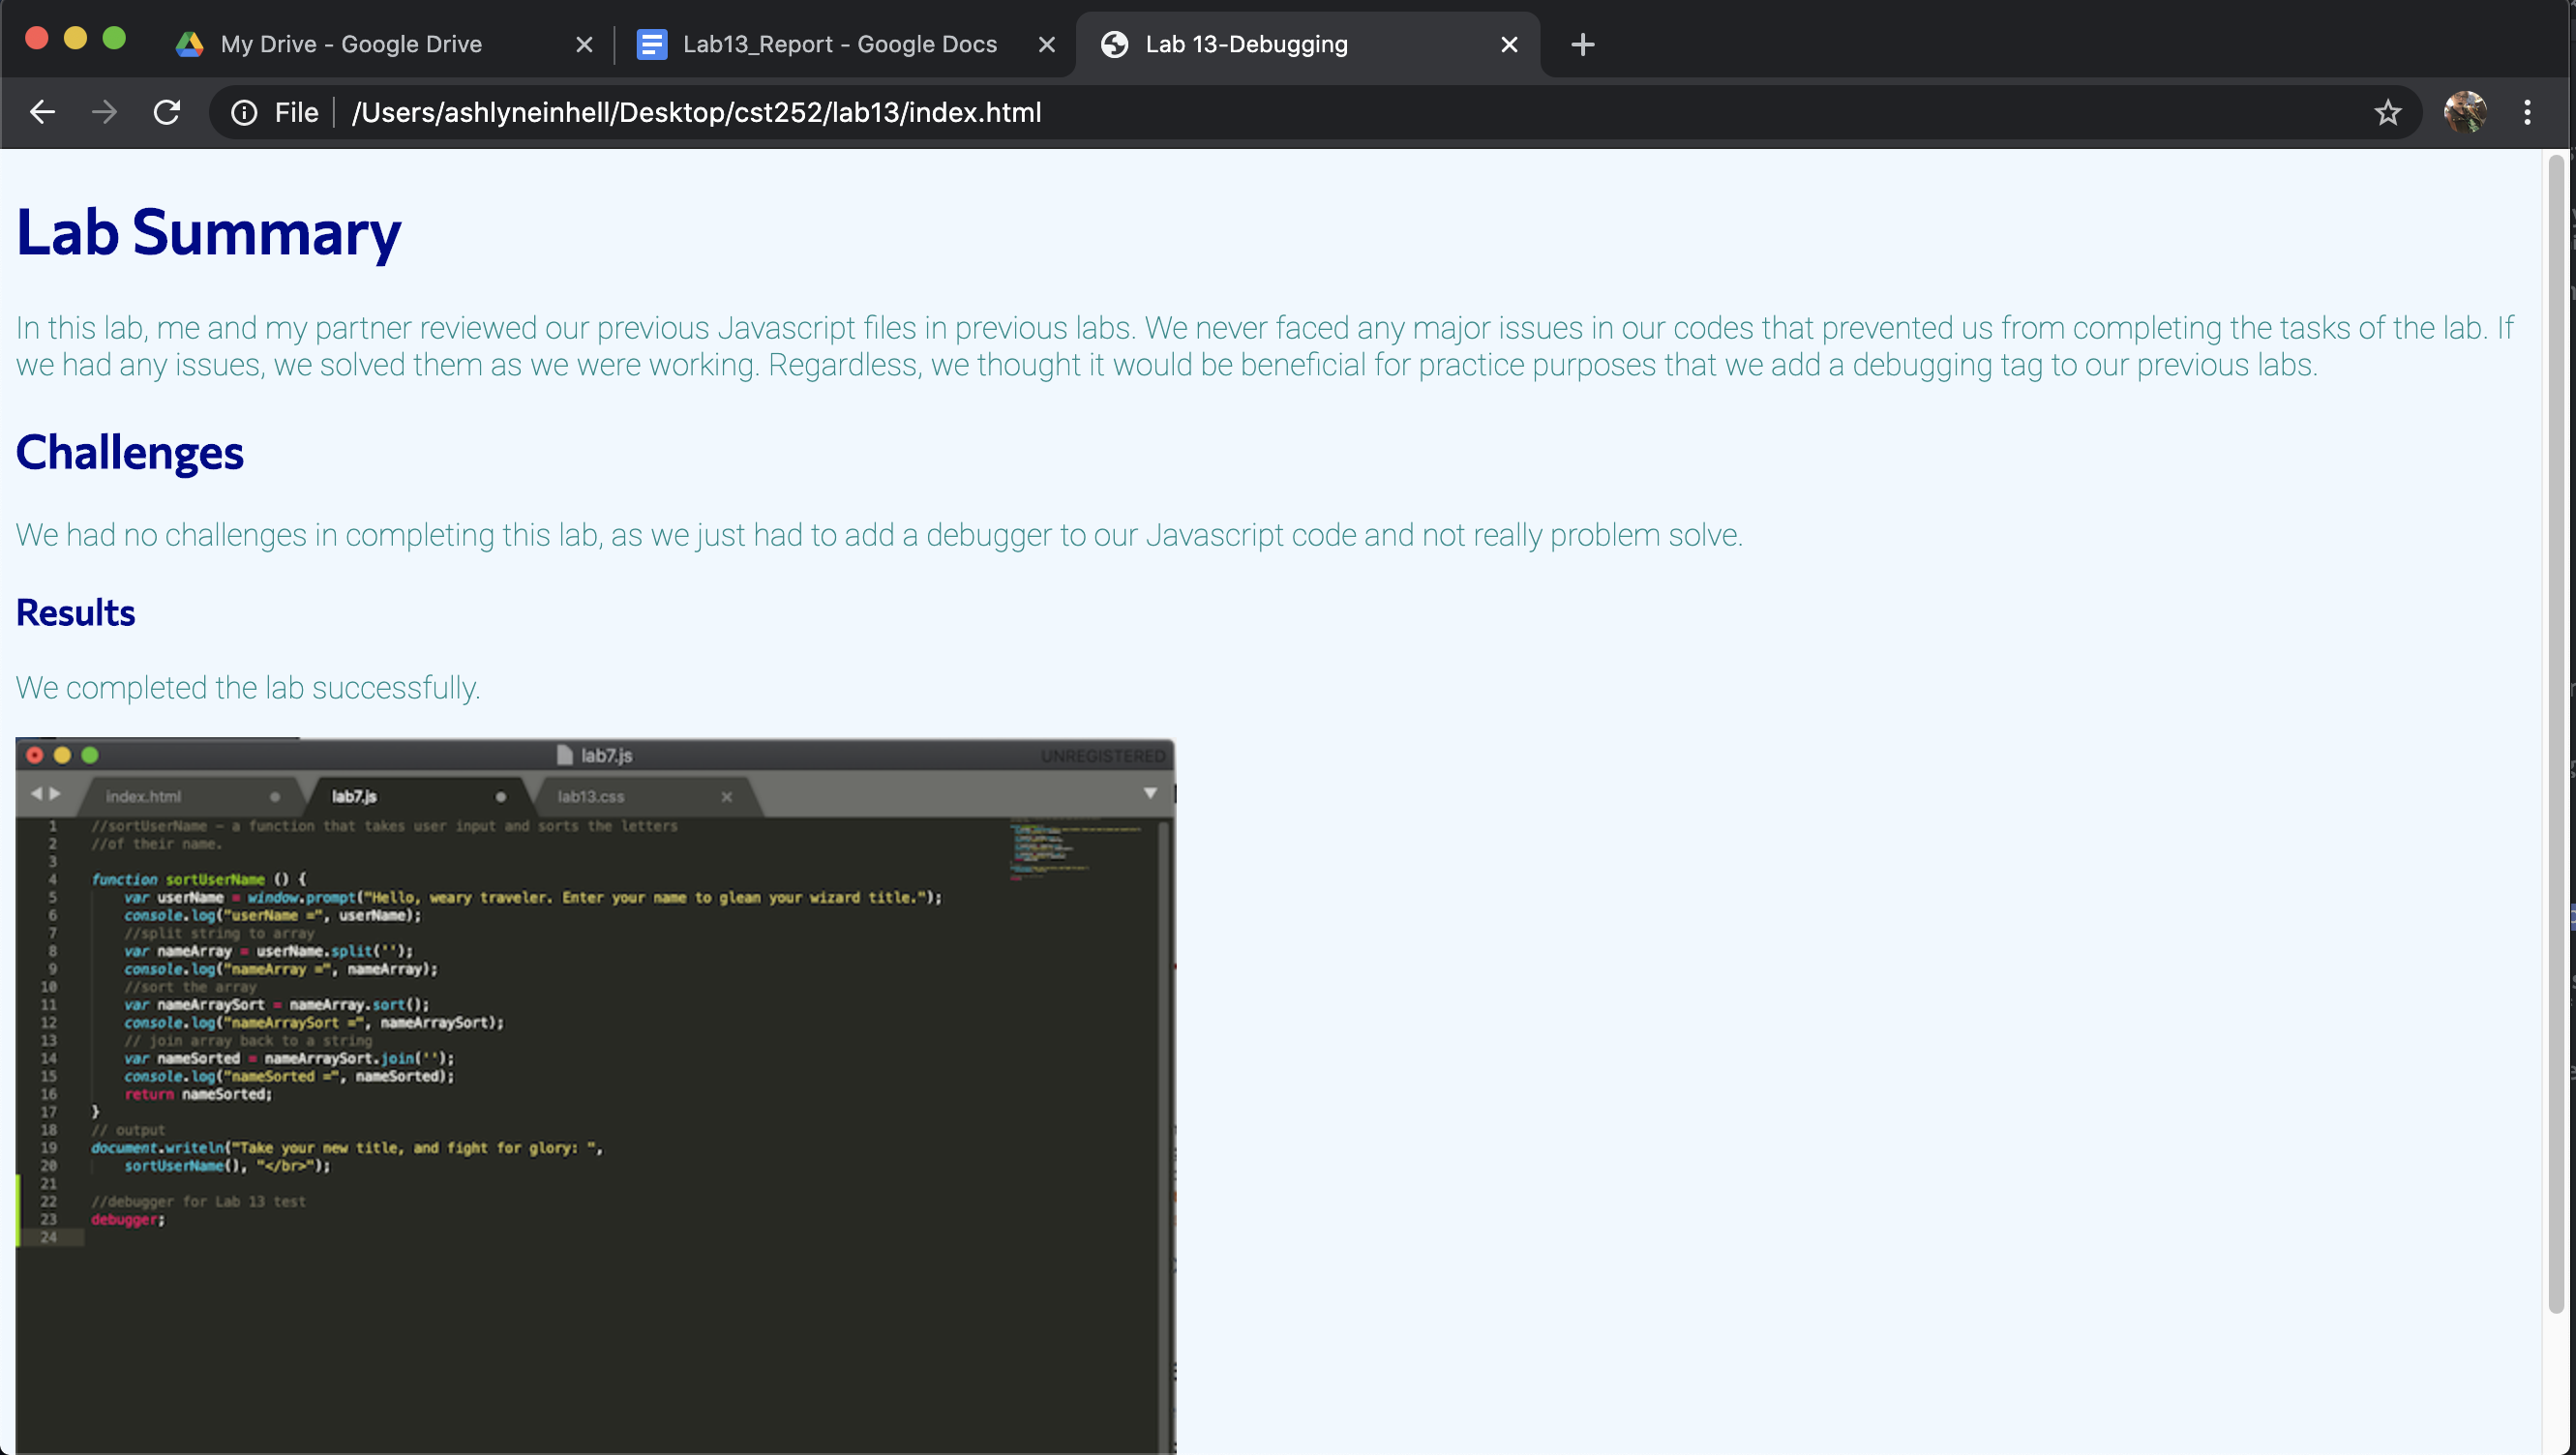 My Drive - Google Drive
Lab13_Report - Google Docs
Lab 13-Debugging
File
/Users/ashlyneinhell/Desktop/cst252/lab13/index.html
Lab Summary
In this lab, me and my partner reviewed our previous Javascript files in previous labs. We never faced any major issues in our codes that prevented us from completing the tasks of the lab. If
we had any issues, we solved them as we were working. Regardless, we thought it would be beneficial for practice purposes that we add a debugging tag to our previous labs.
Challenges
We had no challenges in completing this lab, as we just had to add a debugger to our Javascript code and not really problem solve.
Results
We completed the lab successfully.
lab7.js
UNREGISTERED
index.html
lab7.js
lab13.css
1 //sortUserName – a function that takes user input and sorts the letters
2 //of their name.
3
4 function sortUserName () {
5 var userName = window.prompt("Hello, weary traveler. Enter your name to glean your wizard title.");
6 console.log("userName =", userName);
7 //split string to array
8 var nameArray = userName.split('');
9 console.log("nameArray =", nameArray);
10 //sort the array
11 var nameArraySort = nameArray.sort();
12 console.log("nameArraySort =", nameArraySort);
13 // join array back to a string
14 var nameSorted = nameArraySort.join('');
15 console.log("nameSorted =", nameSorted);
16 return nameSorted;
17 }
18 // output
19 document.writeln("Take your new title, and fight for glory: ",
20 sortUserName(), "</br>");
21
22 //debugger for Lab 13 test
23 debugger;
24